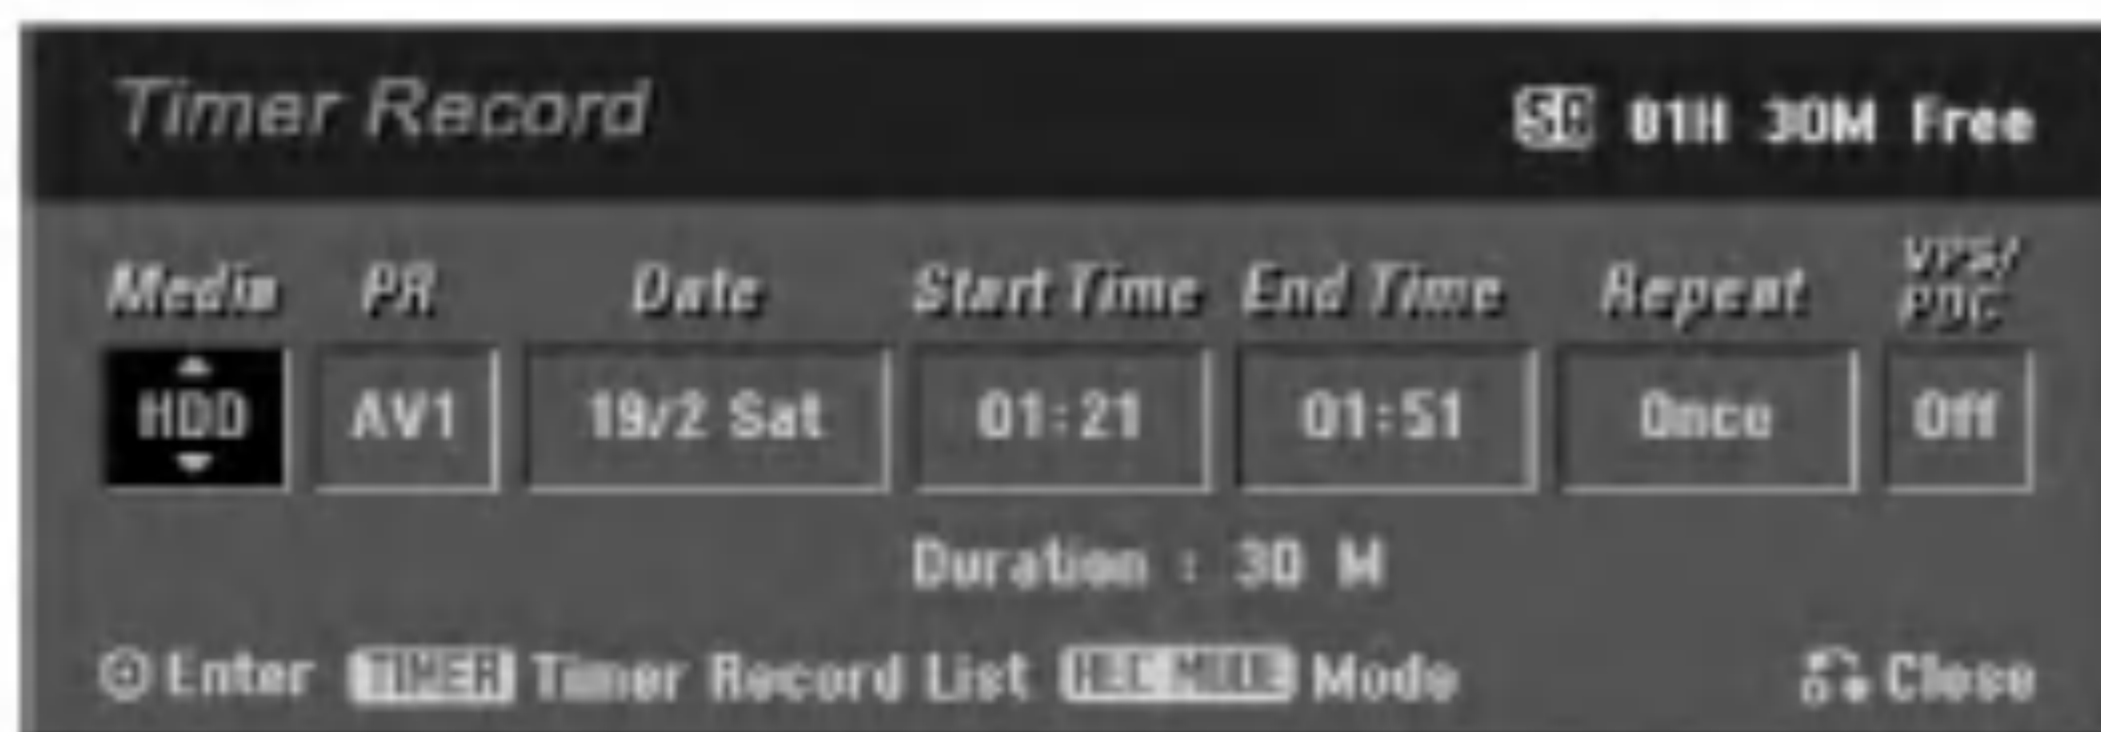 Timer Record
01H 30M Free
Media PR Date Start Time End Time Repeat VPS/PDC
HDD AV1 19/2 Sat 01:21 01:51 Once Off
Duration : 30 M
Enter TIMER Timer Record List REC MODE Mode Close